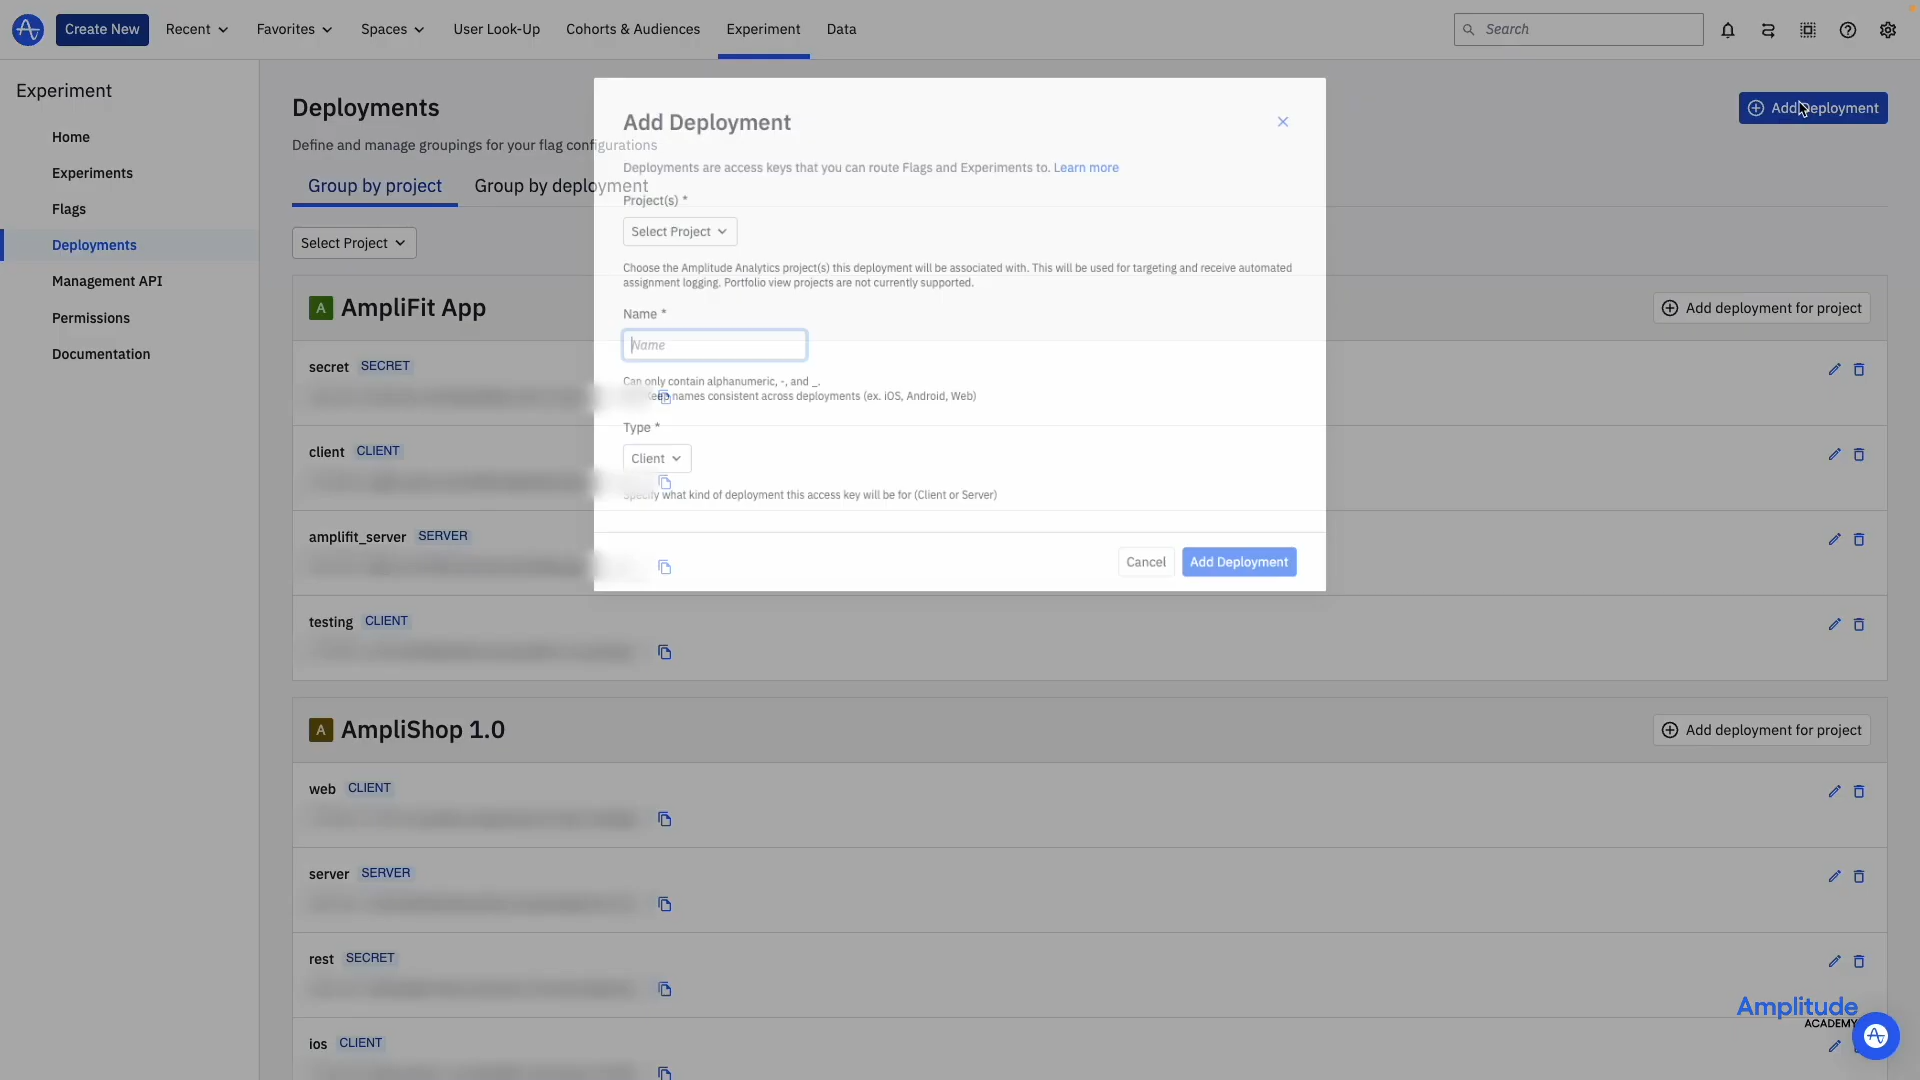 Create New
Recent
Favorites
Spaces
User Look-Up
Cohorts & Audiences
Experiment
Data
Search
Experiment
Home
Experiments
Flags
Deployments
Management API
Permissions
Documentation
Deployments
Define and manage groupings for your flag configurations
Group by project
Group by deployment
Select Project
Add Deployment
Add Deployment
Deployments are access keys that you can route Flags and Experiments to. Learn more
Project(s) *
Select Project
Choose the Amplitude Analytics project(s) this deployment will be associated with. This will be used for targeting and receive automated
assignment logging. Portfolio view projects are not currently supported.
Name *
Name
Can only contain alphanumeric, -, and _.
names consistent across deployments (ex. iOS, Android, Web)
Type *
Client
Specify what kind of deployment this access key will be for (Client or Server)
Cancel
Add Deployment
A AmpliFit App
Add deployment for project
secret SECRET
client CLIENT
amplifit_server SERVER
testing CLIENT
A AmpliShop 1.0
Add deployment for project
web CLIENT
server SERVER
rest SECRET
ios CLIENT
Amplitude
ACADEMY